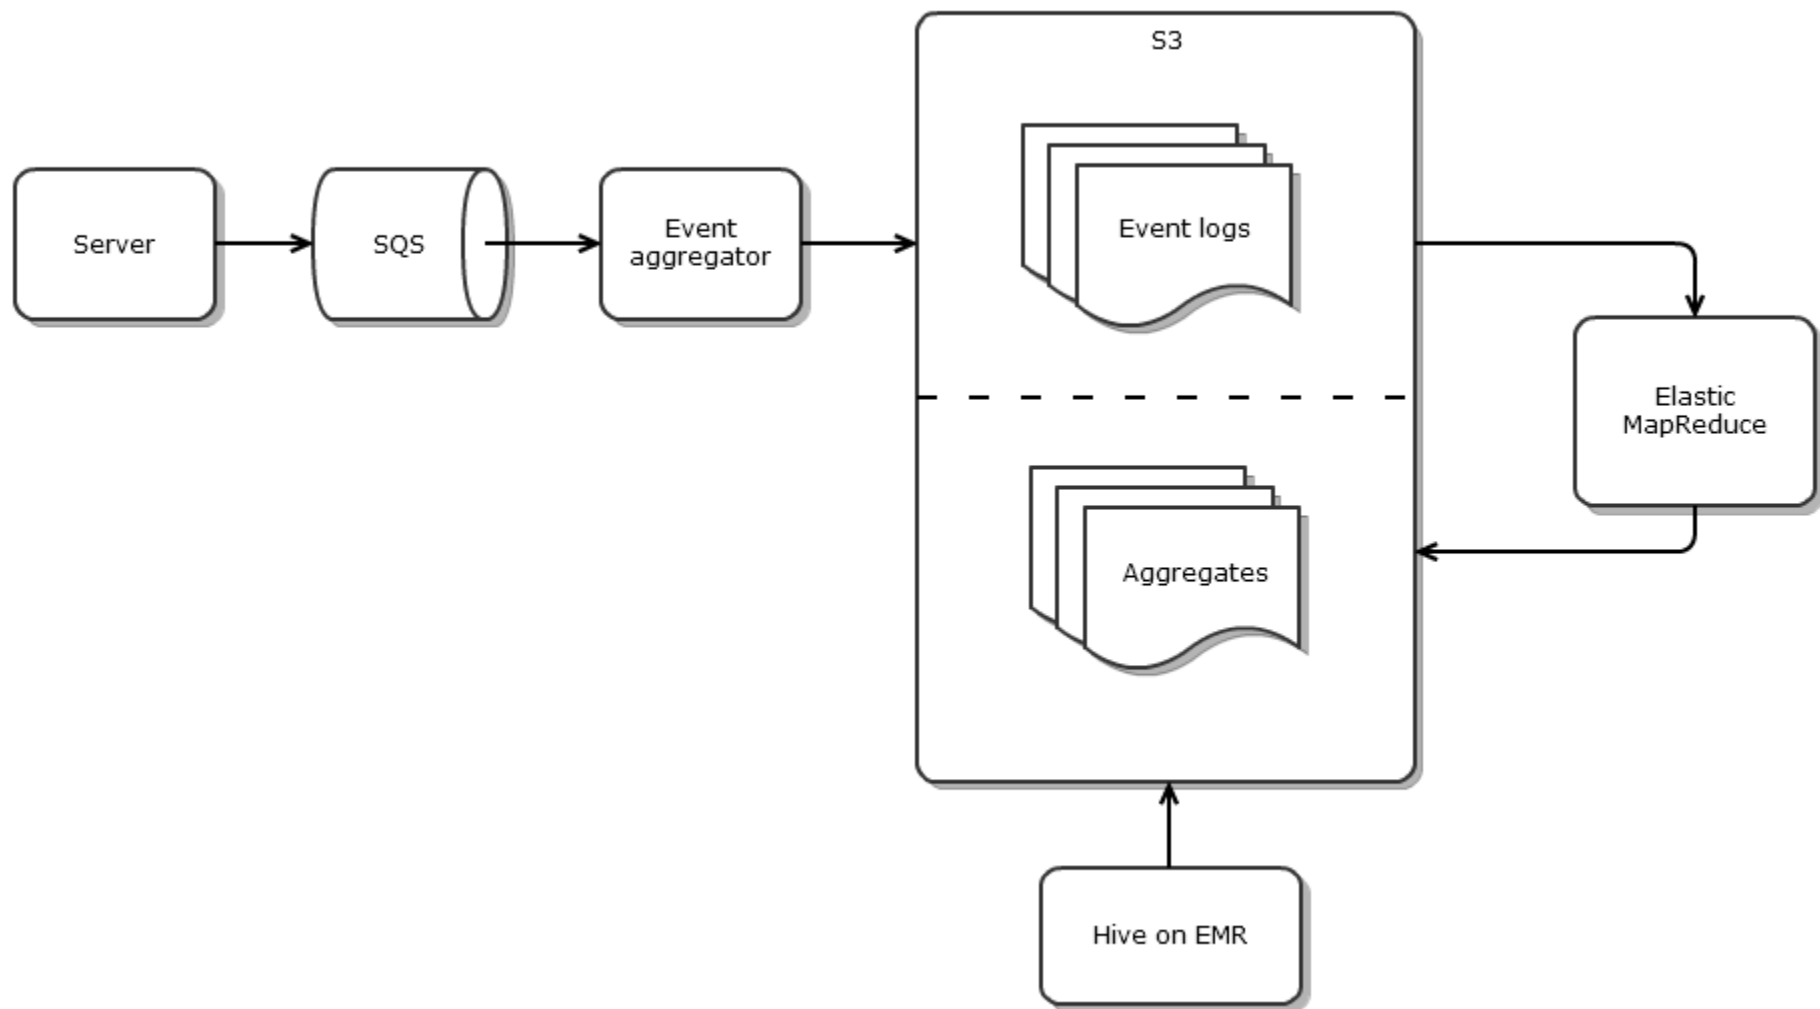 S3
Server
SQS
Event
aggregator
Event logs
Elastic
MapReduce
Aggregates
Hive on EMR